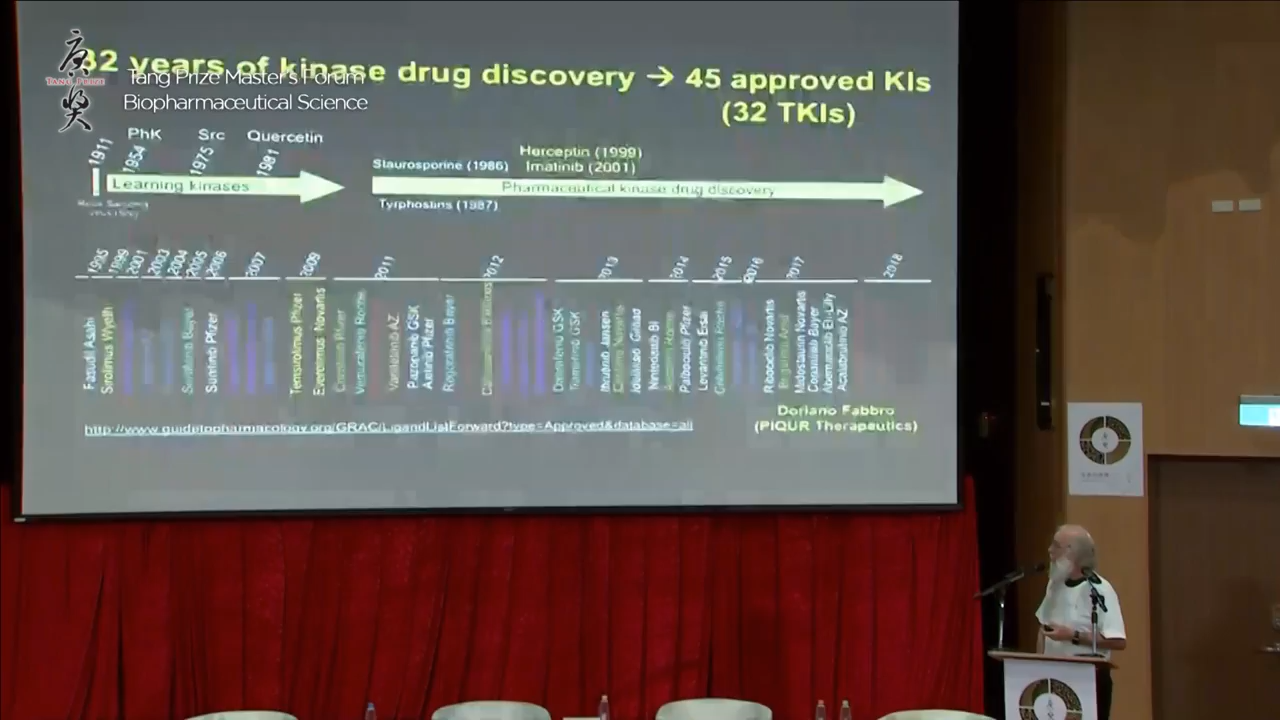 唐 TANG PRIZE 獎
Tang Prize Master's Forum
Biopharmaceutical Science
32 years of kinase drug discovery → 45 approved KIs
(32 TKIs)
PhK Src Quercetin
1911 1954 1975 1981
Learning kinases
Staurosporine (1986)
Herceptin (1999)
Imatinib (2001)
Pharmaceutical kinase drug discovery
Tyrphostins (1987)
1995 1999 2001 2003 2004 2005 2006 2007 2009 2011 2012 2013 2014 2015 2016 2017 2018
Fasudil Asahi
Sirolimus Wyeth
Sorafenib Bayer
Sunitinib Pfizer
Temsirolimus Pfizer
Everolimus Novartis
Vemurafenib Roche
Vandetanib AZ
Pazopanib GSK
Axitinib Pfizer
Regorafenib Bayer
Dabrafenib GSK
Trametinib GSK
Ibrutinib Janssen
Idelalisib Gilead
Nintedanib BI
Palbociclib Pfizer
Levantinib Eisai
Ribociclib Novartis
Midostaurin Novartis
Copanlisib Bayer
Abemaciclib Eli-Lilly
Acalabrutinib AZ
http://www.guidetopharmacology.org/GRAC/LigandListForward?type=Approved&database=all
Doriano Fabbro
(PIQUR Therapeutics)